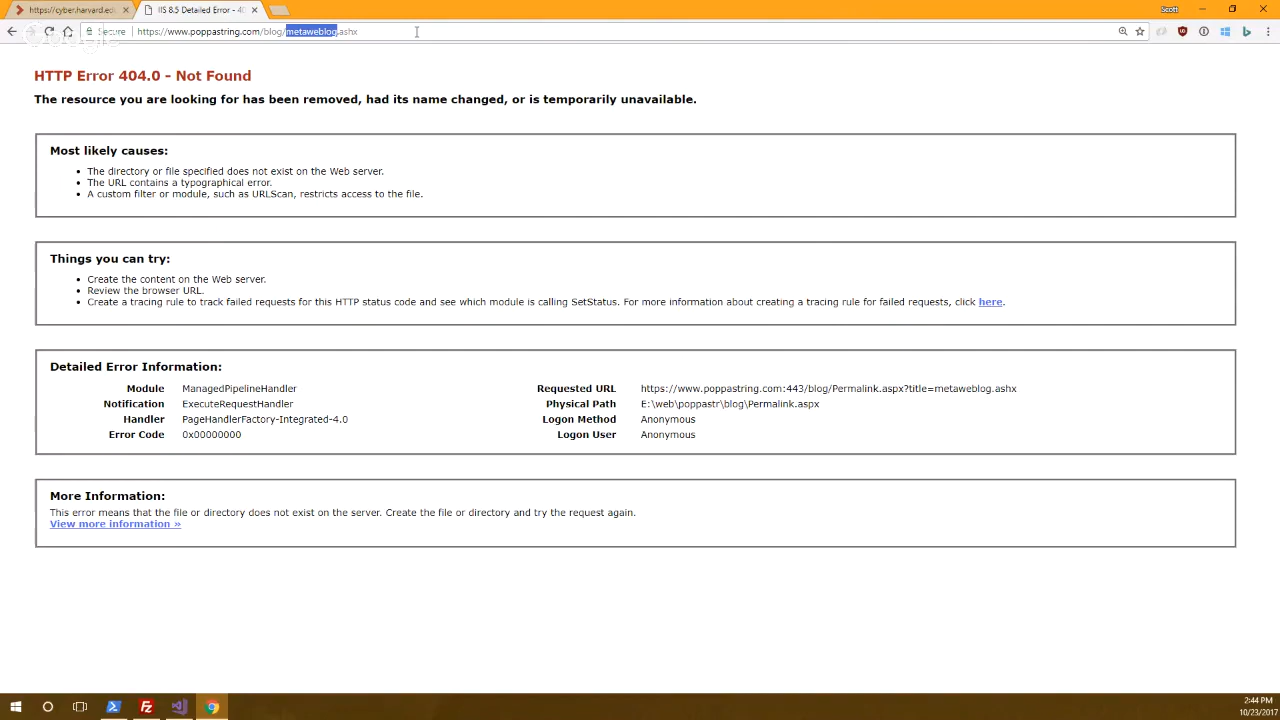 https://cyber.harvard.ed
IIS 8.5 Detailed Error - 40
Scott
Secure
https://www.poppastring.com/blog/metaweblog.ashx
HTTP Error 404.0 - Not Found
The resource you are looking for has been removed, had its name changed, or is temporarily unavailable.
Most likely causes:
The directory or file specified does not exist on the Web server.
The URL contains a typographical error.
A custom filter or module, such as URLScan, restricts access to the file.
Things you can try:
Create the content on the Web server.
Review the browser URL.
Create a tracing rule to track failed requests for this HTTP status code and see which module is calling SetStatus. For more information about creating a tracing rule for failed requests, click here.
Detailed Error Information:
Module ManagedPipelineHandler
Notification ExecuteRequestHandler
Handler PageHandlerFactory-Integrated-4.0
Error Code 0x00000000
Requested URL https://www.poppastring.com:443/blog/Permalink.aspx?title=metaweblog.ashx
Physical Path E:\web\poppastr\blog\Permalink.aspx
Logon Method Anonymous
Logon User Anonymous
More Information:
This error means that the file or directory does not exist on the server. Create the file or directory and try the request again.
View more information »
2:44 PM
10/23/2017